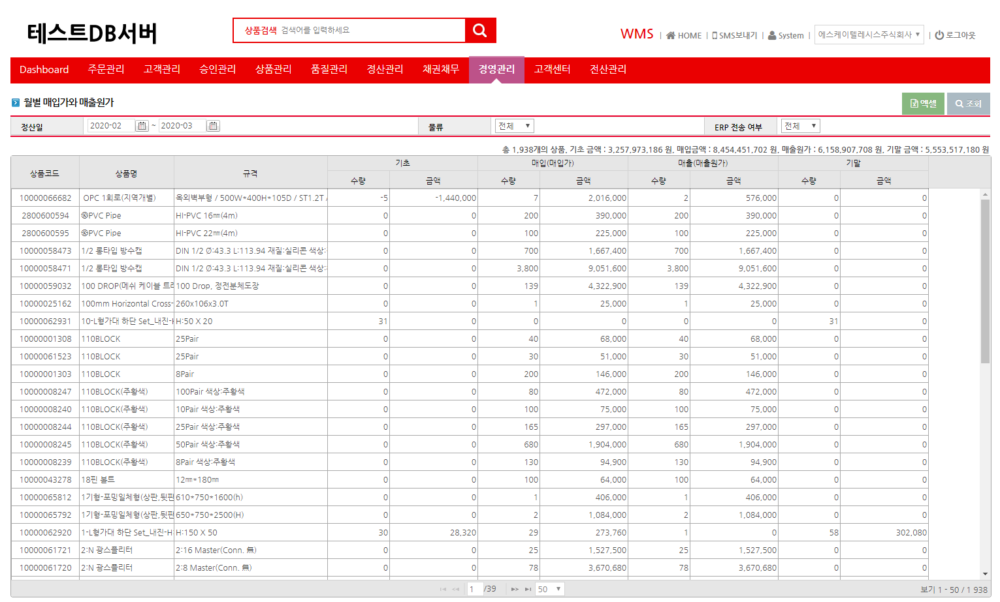 테스트DB서버
상품검색 검색어를 입력하세요
WMS | HOME | SMS보내기 | System | 에스케이텔레시스주식회사 ▼ | 로그아웃
Dashboard 주문관리 고객관리 승인관리 상품관리 품질관리 정산관리 채권채무 경영관리 고객센터 전산관리
월별 매입가와 매출원가 엑셀 조회
정산일 2020-02 ~ 2020-03 물류 전체 ▼ ERP 전송 여부 전체 ▼
총 1,938개의 상품, 기초 금액 : 3,257,973,186 원, 매입금액 : 8,454,451,702 원, 매출원가 : 6,158,907,708 원, 기말 금액 : 5,553,517,180 원
상품코드 상품명 규격 기초 매입(매입가) 매출(매출원가) 기말
수량 금액 수량 금액 수량 금액 수량 금액
10000066682 OPC 1회로(지역개별) 옥외벽부형 / 500W*400H*105D / ST1.2T / -5 -1,440,000 7 2,016,000 2 576,000 0 0
2800600594 ㉿PVC Pipe HI-PVC 16㎜(4m) 0 0 200 390,000 200 390,000 0 0
2800600595 ㉿PVC Pipe HI-PVC 22㎜(4m) 0 0 100 225,000 100 225,000 0 0
10000058473 1/2 롱타입 방수캡 DIN 1/2 Ø:43.3 L:113.94 재질:실리콘 색상: 0 0 700 1,667,400 700 1,667,400 0 0
10000058471 1/2 롱타입 방수캡 DIN 1/2 Ø:43.3 L:113.94 재질:실리콘 색상: 0 0 3,800 9,051,600 3,800 9,051,600 0 0
10000059032 100 DROP(메쉬 케이블 트레 100 Drop, 정전분체도장 0 0 139 4,322,900 139 4,322,900 0 0
10000025162 100mm Horizontal Cross- 260x106x3.0T 0 0 1 25,000 1 25,000 0 0
10000062931 10-L형가대 하단 Set_내진-H H:50 X 20 31 0 0 0 0 0 31 0
10000001308 110BLOCK 25Pair 0 0 40 68,000 40 68,000 0 0
10000061523 110BLOCK 25Pair 0 0 30 51,000 30 51,000 0 0
10000001303 110BLOCK 8Pair 0 0 200 146,000 200 146,000 0 0
10000008247 110BLOCK(주황색) 100Pair 색상:주황색 0 0 80 472,000 80 472,000 0 0
10000008240 110BLOCK(주황색) 10Pair 색상:주황색 0 0 100 75,000 100 75,000 0 0
10000008244 110BLOCK(주황색) 25Pair 색상:주황색 0 0 165 297,000 165 297,000 0 0
10000008245 110BLOCK(주황색) 50Pair 색상:주황색 0 0 680 1,904,000 680 1,904,000 0 0
10000008239 110BLOCK(주황색) 8Pair 색상:주황색 0 0 130 94,900 130 94,900 0 0
10000043278 18핀 볼트 12㎜*180㎜ 0 0 100 64,000 100 64,000 0 0
10000065812 1기형-포밍일체형(상판,뒷판 610*750*1600(h) 0 0 1 406,000 1 406,000 0 0
10000065792 1기형-포밍일체형(상판,뒷판 650*750*2500(H) 0 0 2 1,084,000 2 1,084,000 0 0
10000062920 1-L형가대 하단 Set_내진-H H:150 X 50 30 28,320 29 273,760 1 0 58 302,080
10000061721 2:N 광스플리터 2:16 Master(Conn. 無) 0 0 25 1,527,500 25 1,527,500 0 0
10000061720 2:N 광스플리터 2:8 Master(Conn. 無) 0 0 78 3,670,680 78 3,670,680 0 0
1 /39 50 ▼ 보기 1 - 50 / 1 938